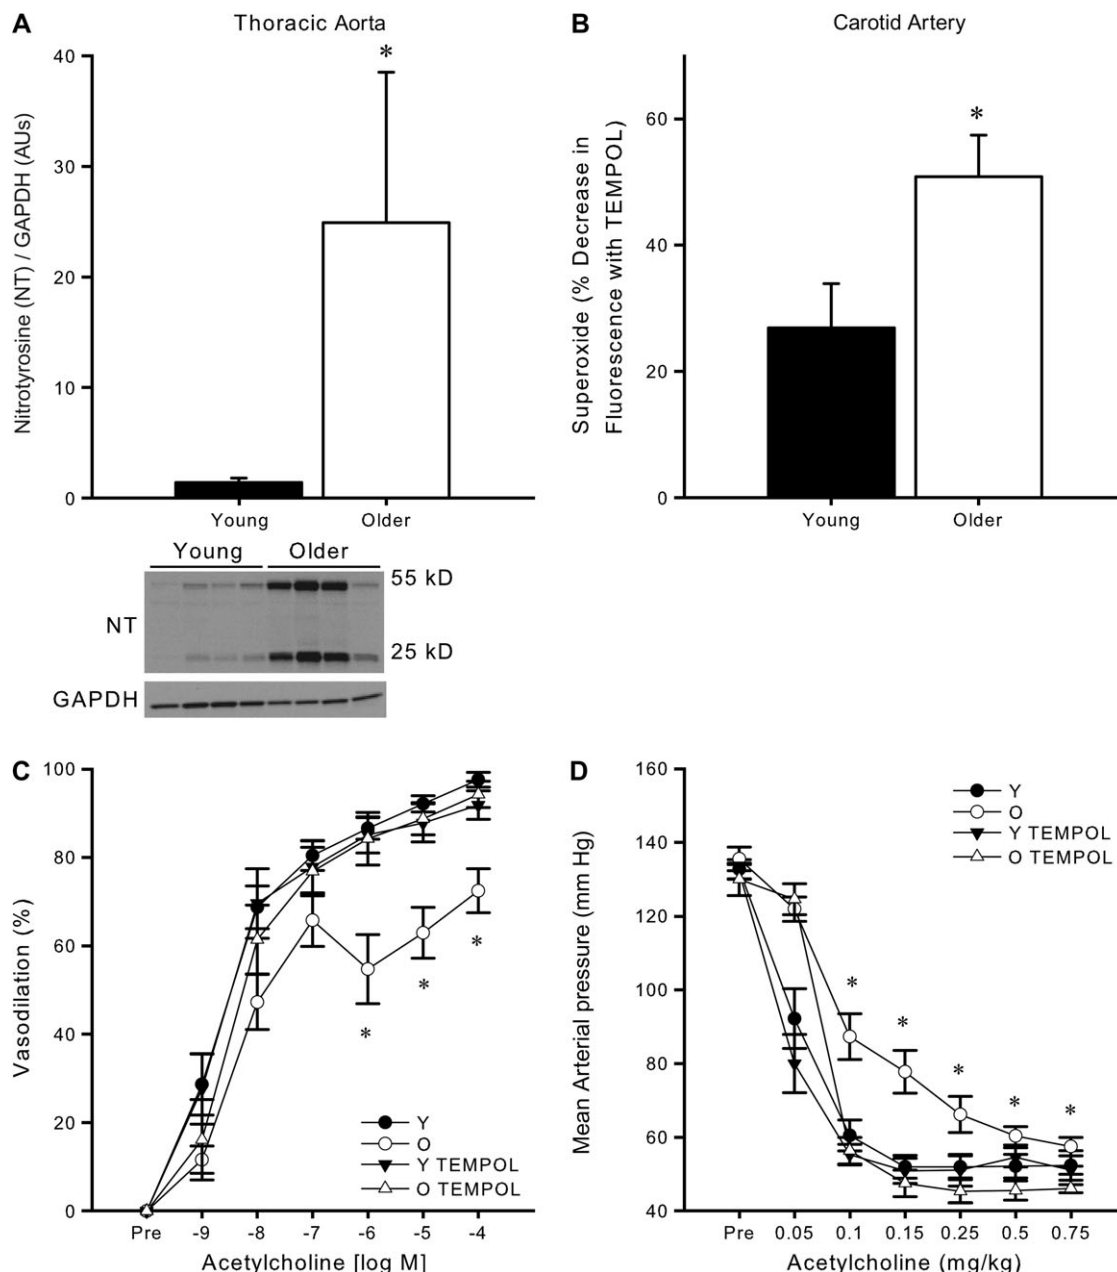 A
Thoracic Aorta
Nitrotyrosine (NT) / GAPDH (AUs)
40
30
20
10
0
*
Young
Older
Young
Older
NT
55 kD
25 kD
GAPDH
B
Carotid Artery
Superoxide (% Decrease in
Fluorescence with TEMPOL)
60
40
20
0
*
Young
Older
C
Vasodilation (%)
100
80
60
40
20
0
*
*
*
Y
O
Y TEMPOL
O TEMPOL
Pre
-9
-8
-7
-6
-5
-4
Acetylcholine [log M]
D
Mean Arterial pressure (mm Hg)
160
140
120
100
80
60
40
Y
O
Y TEMPOL
O TEMPOL
*
*
*
*
*
Pre
0.05
0.1
0.15
0.25
0.5
0.75
Acetylcholine (mg/kg)